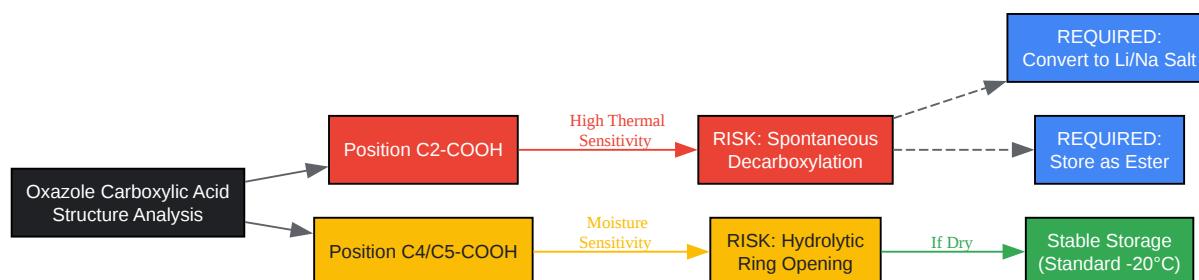 Oxazole Carboxylic Acid
Structure Analysis
Position C2-COOH
High Thermal
Sensitivity
RISK: Spontaneous
Decarboxylation
REQUIRED:
Convert to Li/Na Salt
REQUIRED:
Store as Ester
Position C4/C5-COOH
Moisture
Sensitivity
RISK: Hydrolytic
Ring Opening
If Dry
Stable Storage
(Standard -20°C)